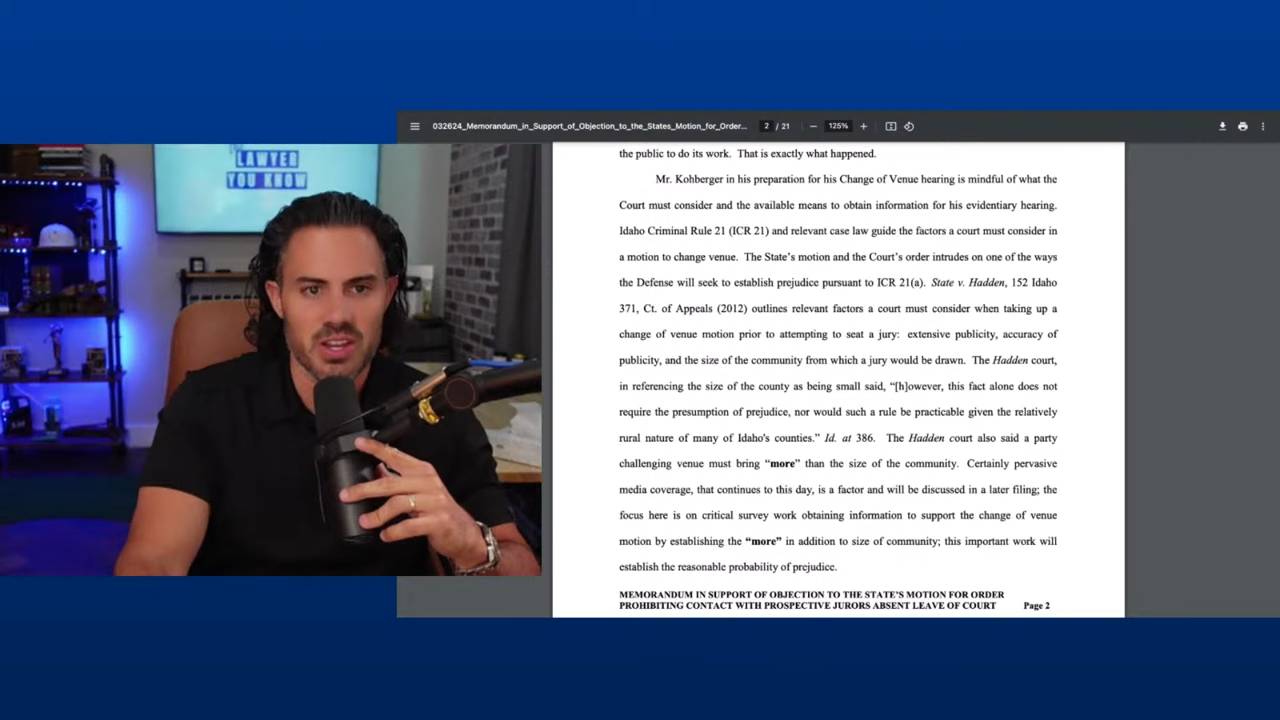 LAWYER
YOU KNOW
032624_Memorandum_in_Support_of_Objection_to_the_States_Motion_for_Order...
2 / 21
125%
the public to do its work. That is exactly what happened.
Mr. Kohberger in his preparation for his Change of Venue hearing is mindful of what the
Court must consider and the available means to obtain information for his evidentiary hearing.
Idaho Criminal Rule 21 (ICR 21) and relevant case law guide the factors a court must consider in
a motion to change venue. The State’s motion and the Court’s order intrudes on one of the ways
the Defense will seek to establish prejudice pursuant to ICR 21(a). State v. Hadden, 152 Idaho
371, Ct. of Appeals (2012) outlines relevant factors a court must consider when taking up a
change of venue motion prior to attempting to seat a jury: extensive publicity, accuracy of
publicity, and the size of the community from which a jury would be drawn. The Hadden court,
in referencing the size of the county as being small said, “[h]owever, this fact alone does not
require the presumption of prejudice, nor would such a rule be practicable given the relatively
rural nature of many of Idaho's counties.” Id. at 386. The Hadden court also said a party
challenging venue must bring “more” than the size of the community. Certainly pervasive
media coverage, that continues to this day, is a factor and will be discussed in a later filing; the
focus here is on critical survey work obtaining information to support the change of venue
motion by establishing the “more” in addition to size of community; this important work will
establish the reasonable probability of prejudice.
MEMORANDUM IN SUPPORT OF OBJECTION TO THE STATE’S MOTION FOR ORDER
PROHIBITING CONTACT WITH PROSPECTIVE JURORS ABSENT LEAVE OF COURT Page 2